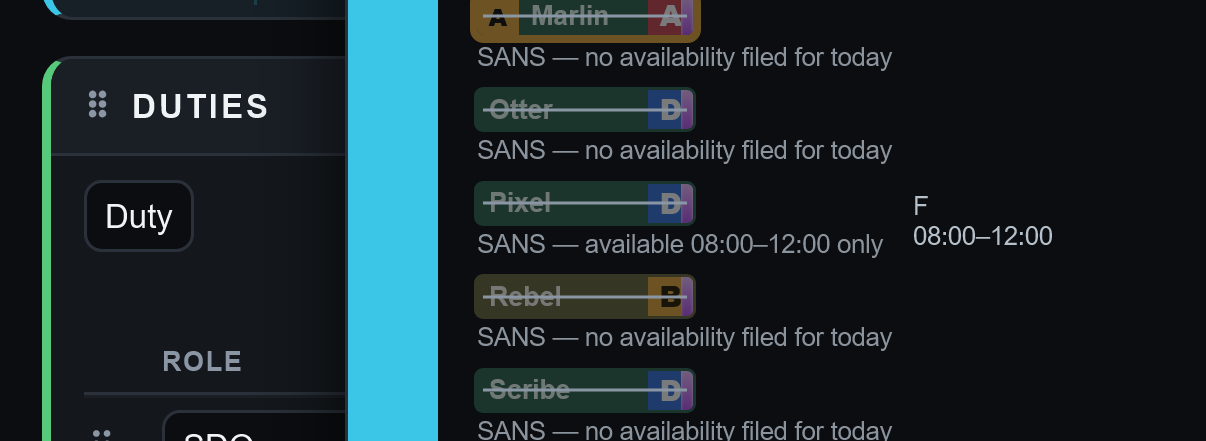 A Marlin A
SANS — no availability filed for today
DUTIES
Otter D
SANS — no availability filed for today
Duty
Pixel D
F
SANS — available 08:00–12:00 only
08:00–12:00
Rebel B
SANS — no availability filed for today
ROLE
Scribe D
SANS — no availability filed for today